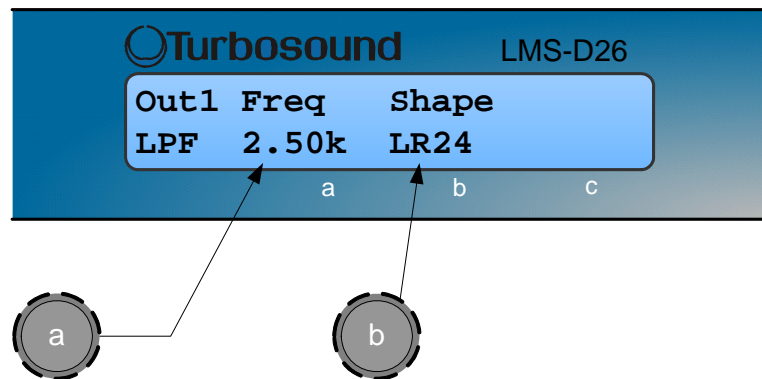 Turbosound LMS-D26
Out1 Freq Shape
LPF 2.50k LR24
a b c
a b